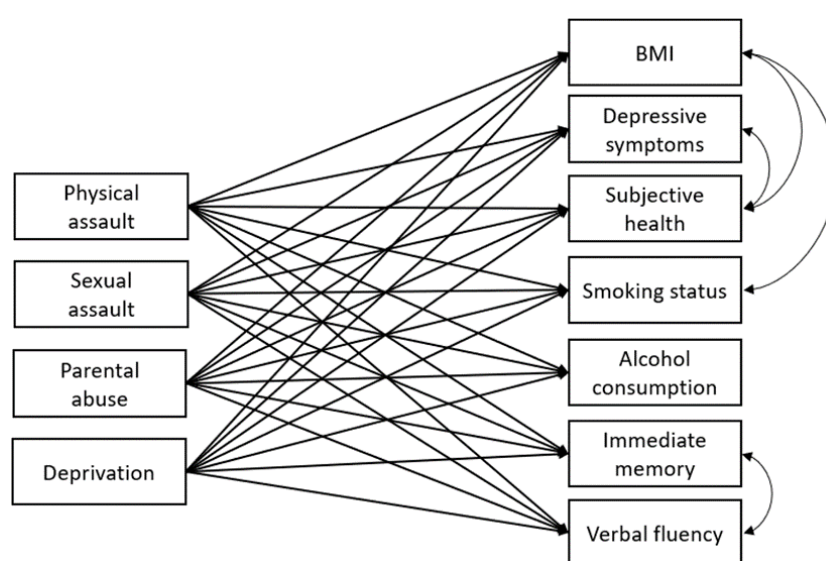 Physical
assault
Sexual
assault
Parental
abuse
Deprivation
BMI
Depressive
symptoms
Subjective
health
Smoking status
Alcohol
consumption
Immediate
memory
Verbal fluency